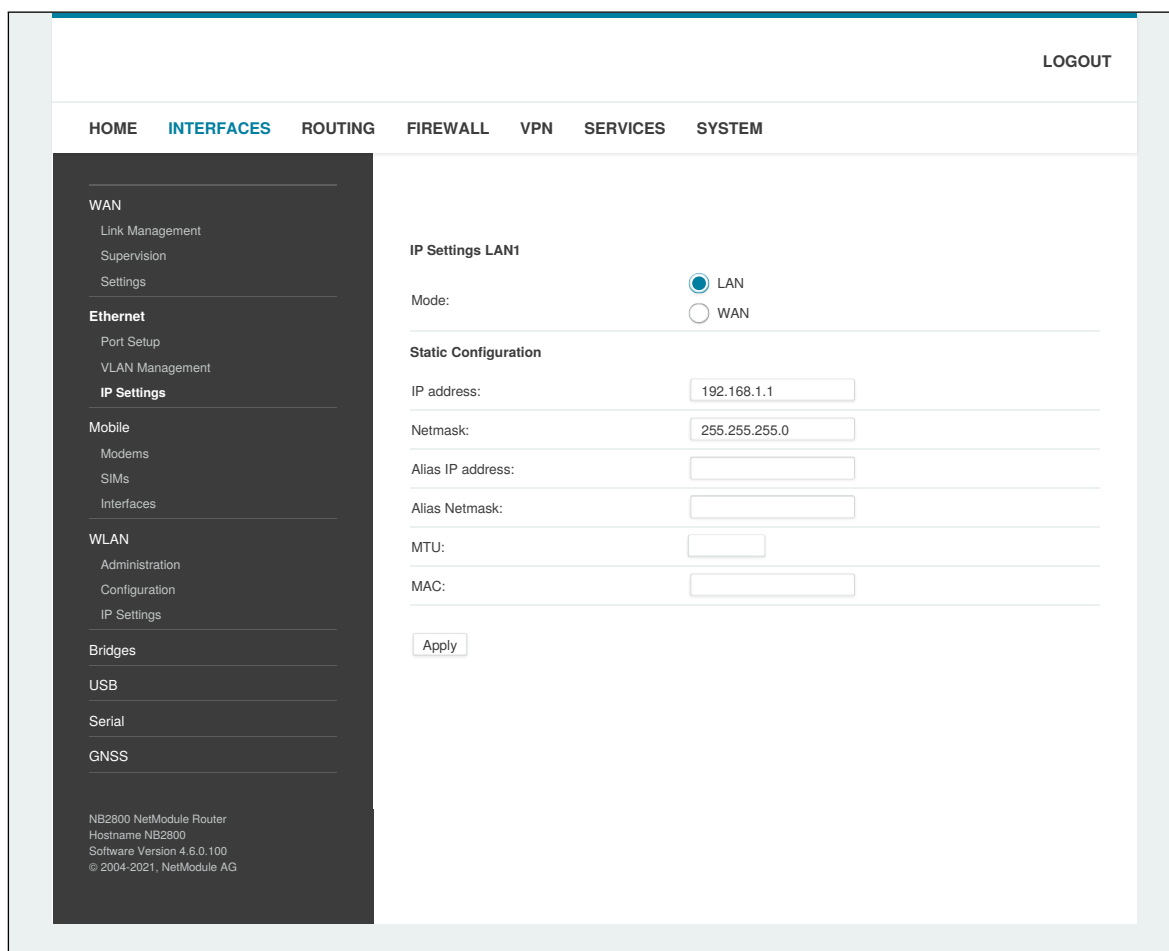 LOGOUT
HOME INTERFACES ROUTING FIREWALL VPN SERVICES SYSTEM
WAN
Link Management
Supervision
Settings
Ethernet
Port Setup
VLAN Management
IP Settings
Mobile
Modems
SIMs
Interfaces
WLAN
Administration
Configuration
IP Settings
Bridges
USB
Serial
GNSS
NB2800 NetModule Router
Hostname NB2800
Software Version 4.6.0.100
© 2004-2021, NetModule AG
IP Settings LAN1
Mode:
LAN
WAN
Static Configuration
IP address: 192.168.1.1
Netmask: 255.255.255.0
Alias IP address:
Alias Netmask:
MTU:
MAC:
Apply